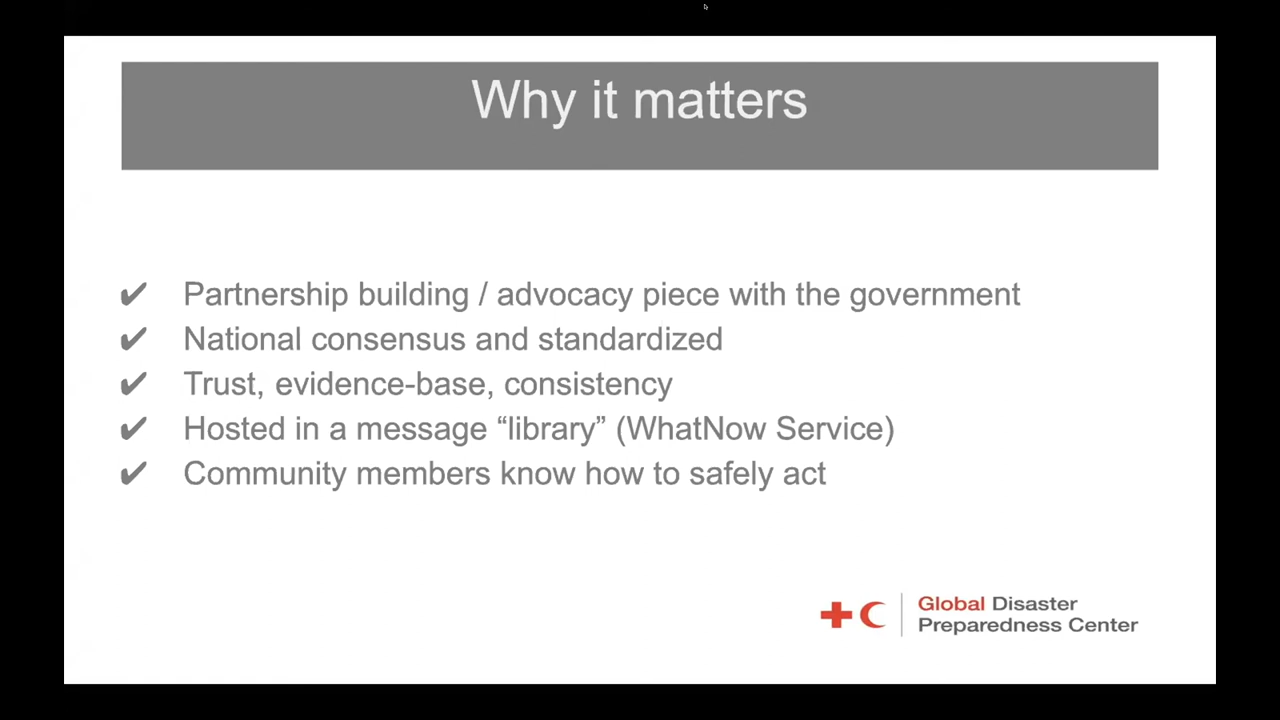 Why it matters
✔ Partnership building / advocacy piece with the government
✔ National consensus and standardized
✔ Trust, evidence-base, consistency
✔ Hosted in a message “library” (WhatNow Service)
✔ Community members know how to safely act
Global Disaster
Preparedness Center